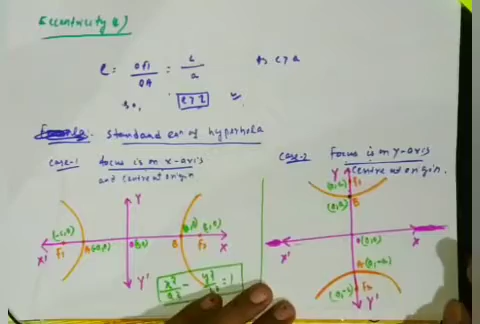 Eccentricity e)
e = OF1/OA = c/a   As c>a
So, e>1
Formula: Standard eqn of hyperbola
Case-1 focus is on x-axis and centre at origin
Case-2 Focus is on y-axis centre at origin.
Y
(-c,0) (c,0)
X' A O(0,0) B F2 X
Y'
x²/a² - y²/b² = 1
Y F1
B
X' O(0,0) X
A
F2
Y'